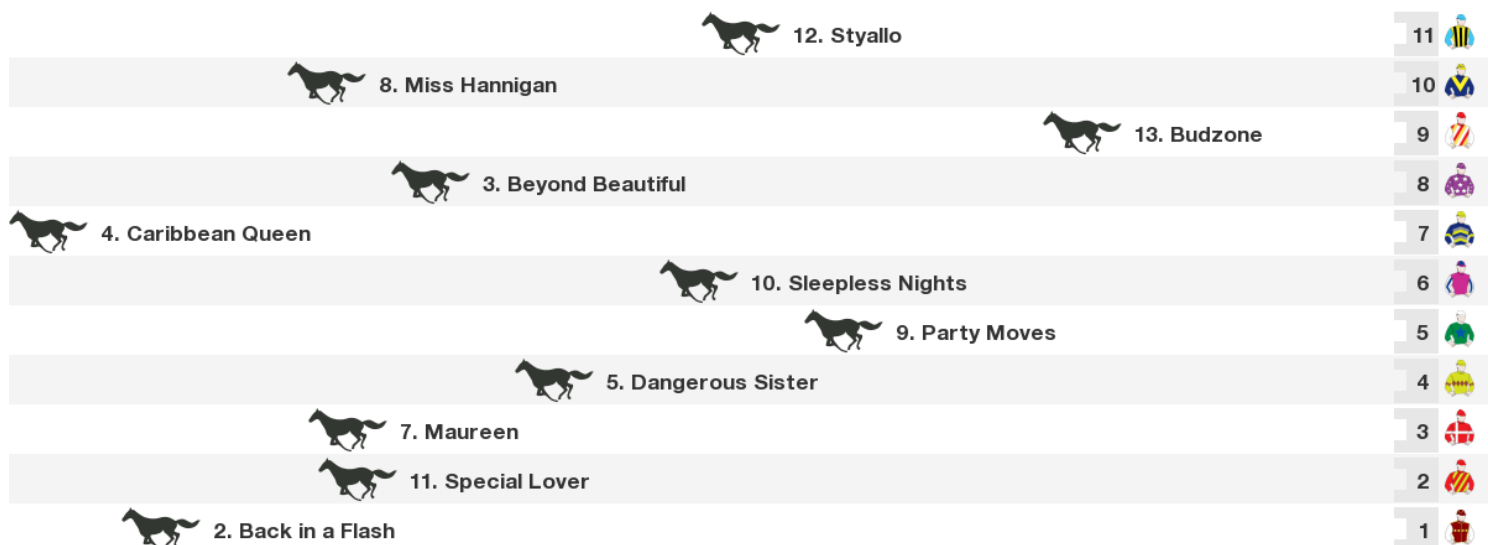 12. Styallo 11
8. Miss Hannigan 10
13. Budzone 9
3. Beyond Beautiful 8
4. Caribbean Queen 7
10. Sleepless Nights 6
9. Party Moves 5
5. Dangerous Sister 4
7. Maureen 3
11. Special Lover 2
2. Back in a Flash 1